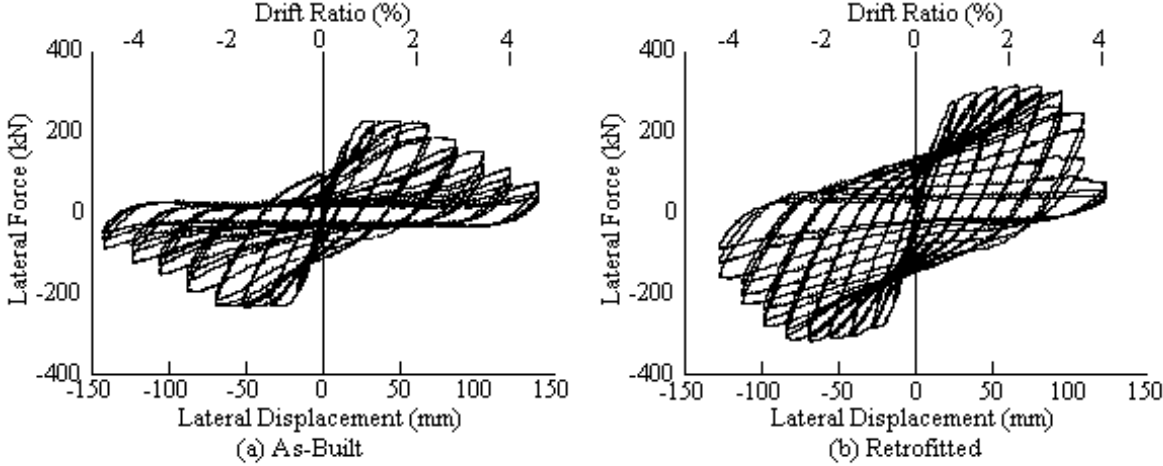 Drift Ratio (%)
-4 -2 0 2 4
400
200
0
-200
-400
Lateral Force (kN)
-150 -100 -50 0 50 100 150
Lateral Displacement (mm)
(a) As-Built
Drift Ratio (%)
-4 -2 0 2 4
400
200
0
-200
-400
Lateral Force (kN)
-150 -100 -50 0 50 100 150
Lateral Displacement (mm)
(b) Retrofitted